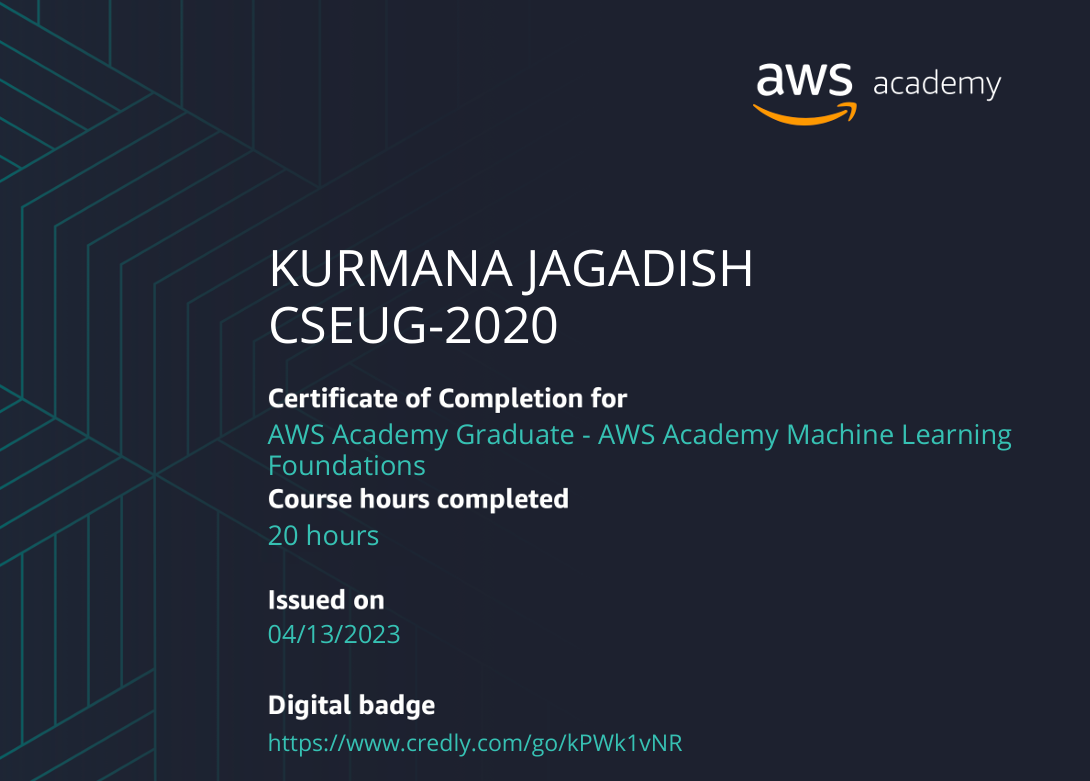 aws academy
KURMANA JAGADISH
CSEUG-2020
Certificate of Completion for
AWS Academy Graduate - AWS Academy Machine Learning
Foundations
Course hours completed
20 hours
Issued on
04/13/2023
Digital badge
https://www.credly.com/go/kPWk1vNR